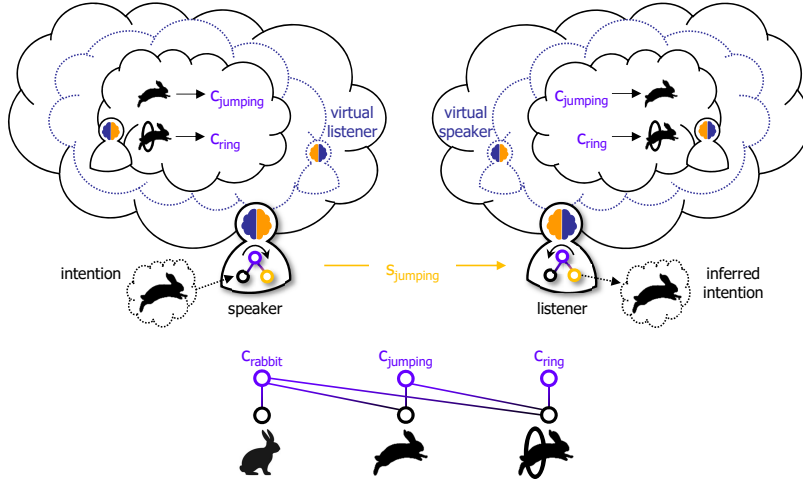 C_jumping
C_ring
virtual
listener
virtual
speaker
C_jumping
C_ring
intention
speaker
s_jumping
listener
inferred
intention
C_rabbit
C_jumping
C_ring